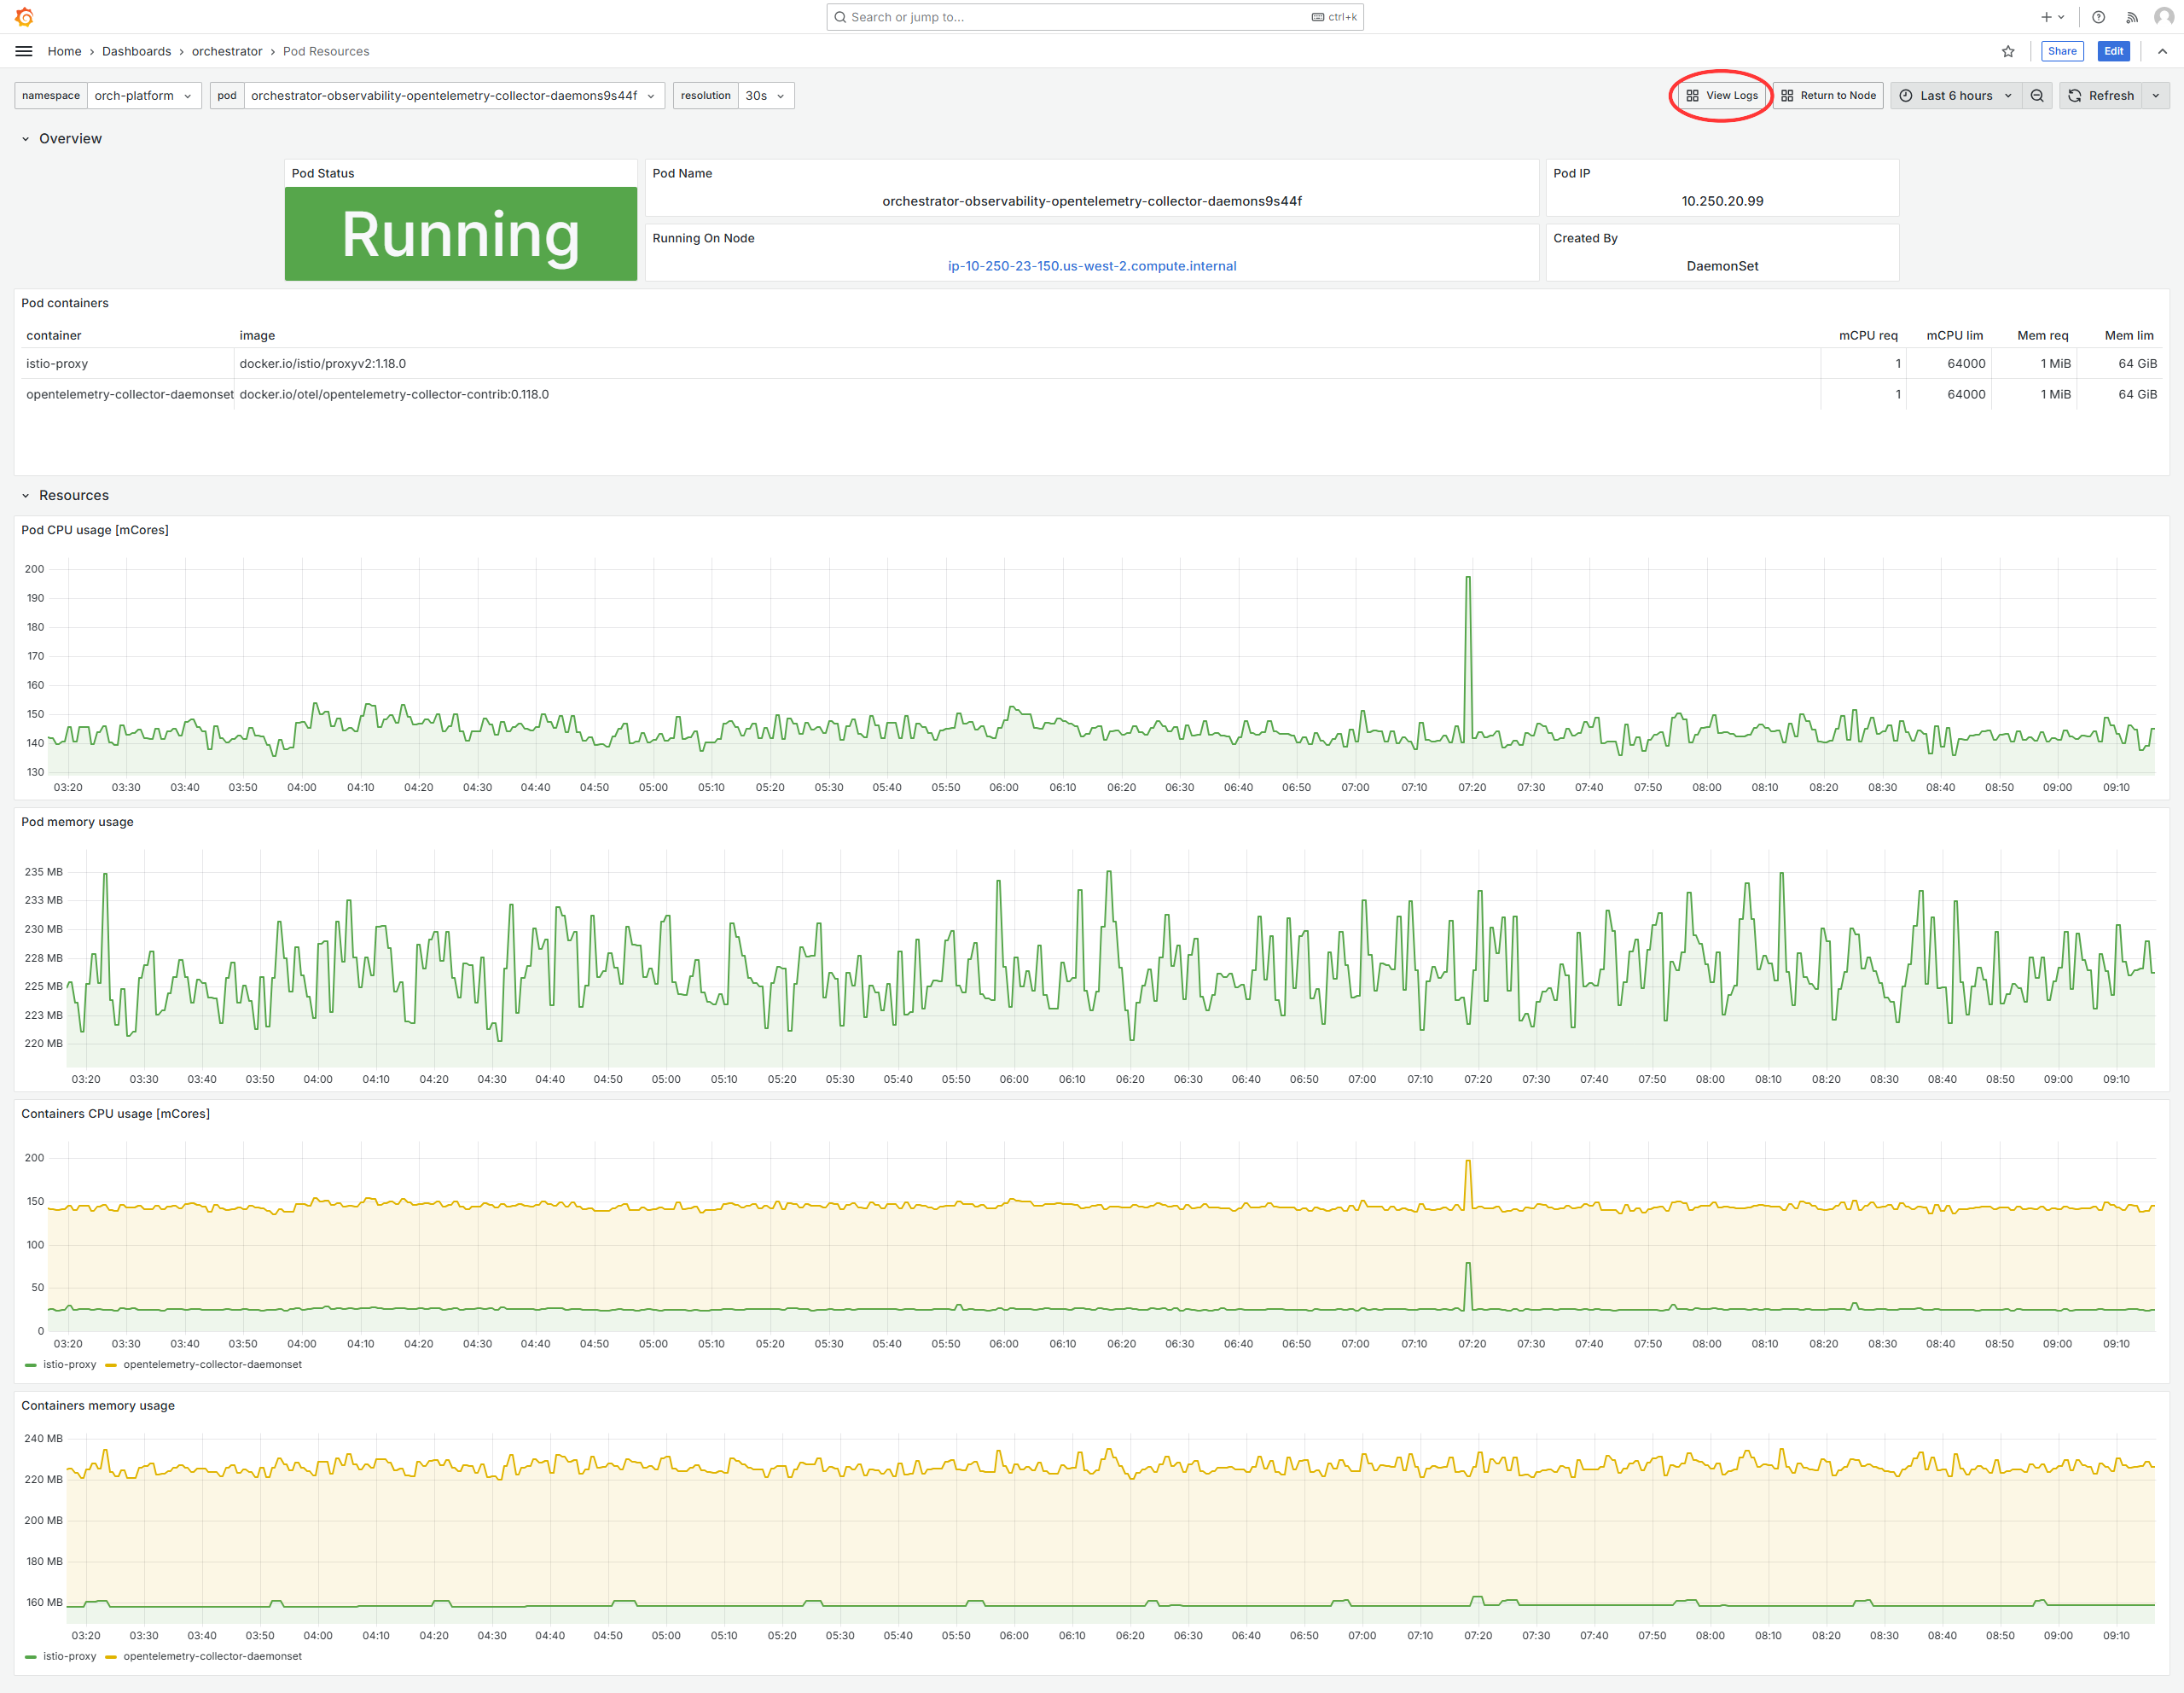 Search or jump to... ctrl+k
Home › Dashboards › orchestrator › Pod Resources Share Edit
namespace orch-platform pod orchestrator-observability-opentelemetry-collector-daemons9s44f resolution 30s View Logs Return to Node Last 6 hours Refresh
Overview
Pod Status
Running
Pod Name
orchestrator-observability-opentelemetry-collector-daemons9s44f
Pod IP
10.250.20.99
Running On Node
ip-10-250-23-150.us-west-2.compute.internal
Created By
DaemonSet
Pod containers
container image mCPU req mCPU lim Mem req Mem lim
istio-proxy docker.io/istio/proxyv2:1.18.0 1 64000 1 MiB 64 GiB
opentelemetry-collector-daemonset docker.io/otel/opentelemetry-collector-contrib:0.118.0 1 64000 1 MiB 64 GiB
Resources
Pod CPU usage [mCores]
200
190
180
170
160
150
140
130
03:20 03:30 03:40 03:50 04:00 04:10 04:20 04:30 04:40 04:50 05:00 05:10 05:20 05:30 05:40 05:50 06:00 06:10 06:20 06:30 06:40 06:50 07:00 07:10 07:20 07:30 07:40 07:50 08:00 08:10 08:20 08:30 08:40 08:50 09:00 09:10
Pod memory usage
235 MB
233 MB
230 MB
228 MB
225 MB
223 MB
220 MB
03:20 03:30 03:40 03:50 04:00 04:10 04:20 04:30 04:40 04:50 05:00 05:10 05:20 05:30 05:40 05:50 06:00 06:10 06:20 06:30 06:40 06:50 07:00 07:10 07:20 07:30 07:40 07:50 08:00 08:10 08:20 08:30 08:40 08:50 09:00 09:10
Containers CPU usage [mCores]
200
150
100
50
0
03:20 03:30 03:40 03:50 04:00 04:10 04:20 04:30 04:40 04:50 05:00 05:10 05:20 05:30 05:40 05:50 06:00 06:10 06:20 06:30 06:40 06:50 07:00 07:10 07:20 07:30 07:40 07:50 08:00 08:10 08:20 08:30 08:40 08:50 09:00 09:10
istio-proxy opentelemetry-collector-daemonset
Containers memory usage
240 MB
220 MB
200 MB
180 MB
160 MB
03:20 03:30 03:40 03:50 04:00 04:10 04:20 04:30 04:40 04:50 05:00 05:10 05:20 05:30 05:40 05:50 06:00 06:10 06:20 06:30 06:40 06:50 07:00 07:10 07:20 07:30 07:40 07:50 08:00 08:10 08:20 08:30 08:40 08:50 09:00 09:10
istio-proxy opentelemetry-collector-daemonset